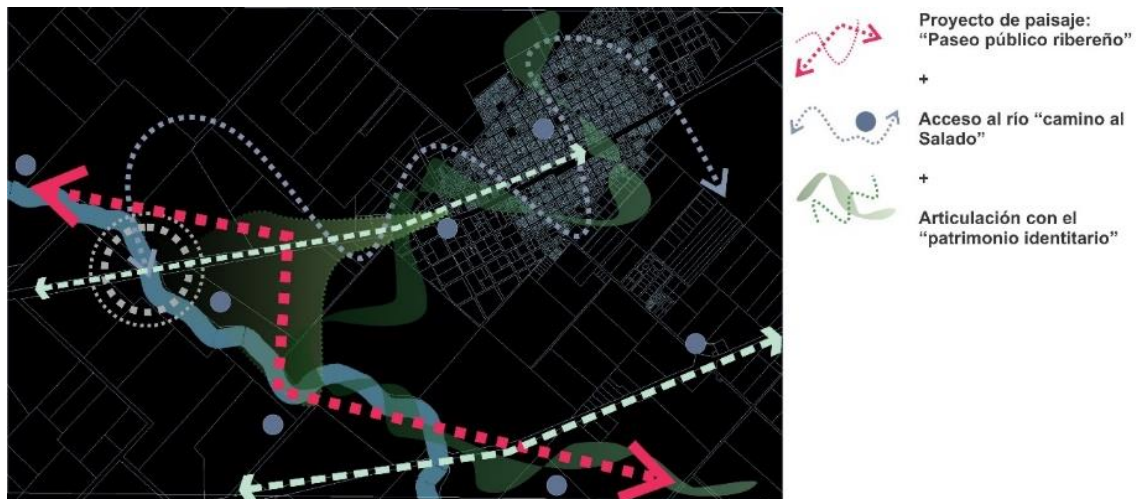 Proyecto de paisaje:
“Paseo público ribereño”
+
Acceso al río “camino al
Salado”
+
Articulación con el
“patrimonio identitario”